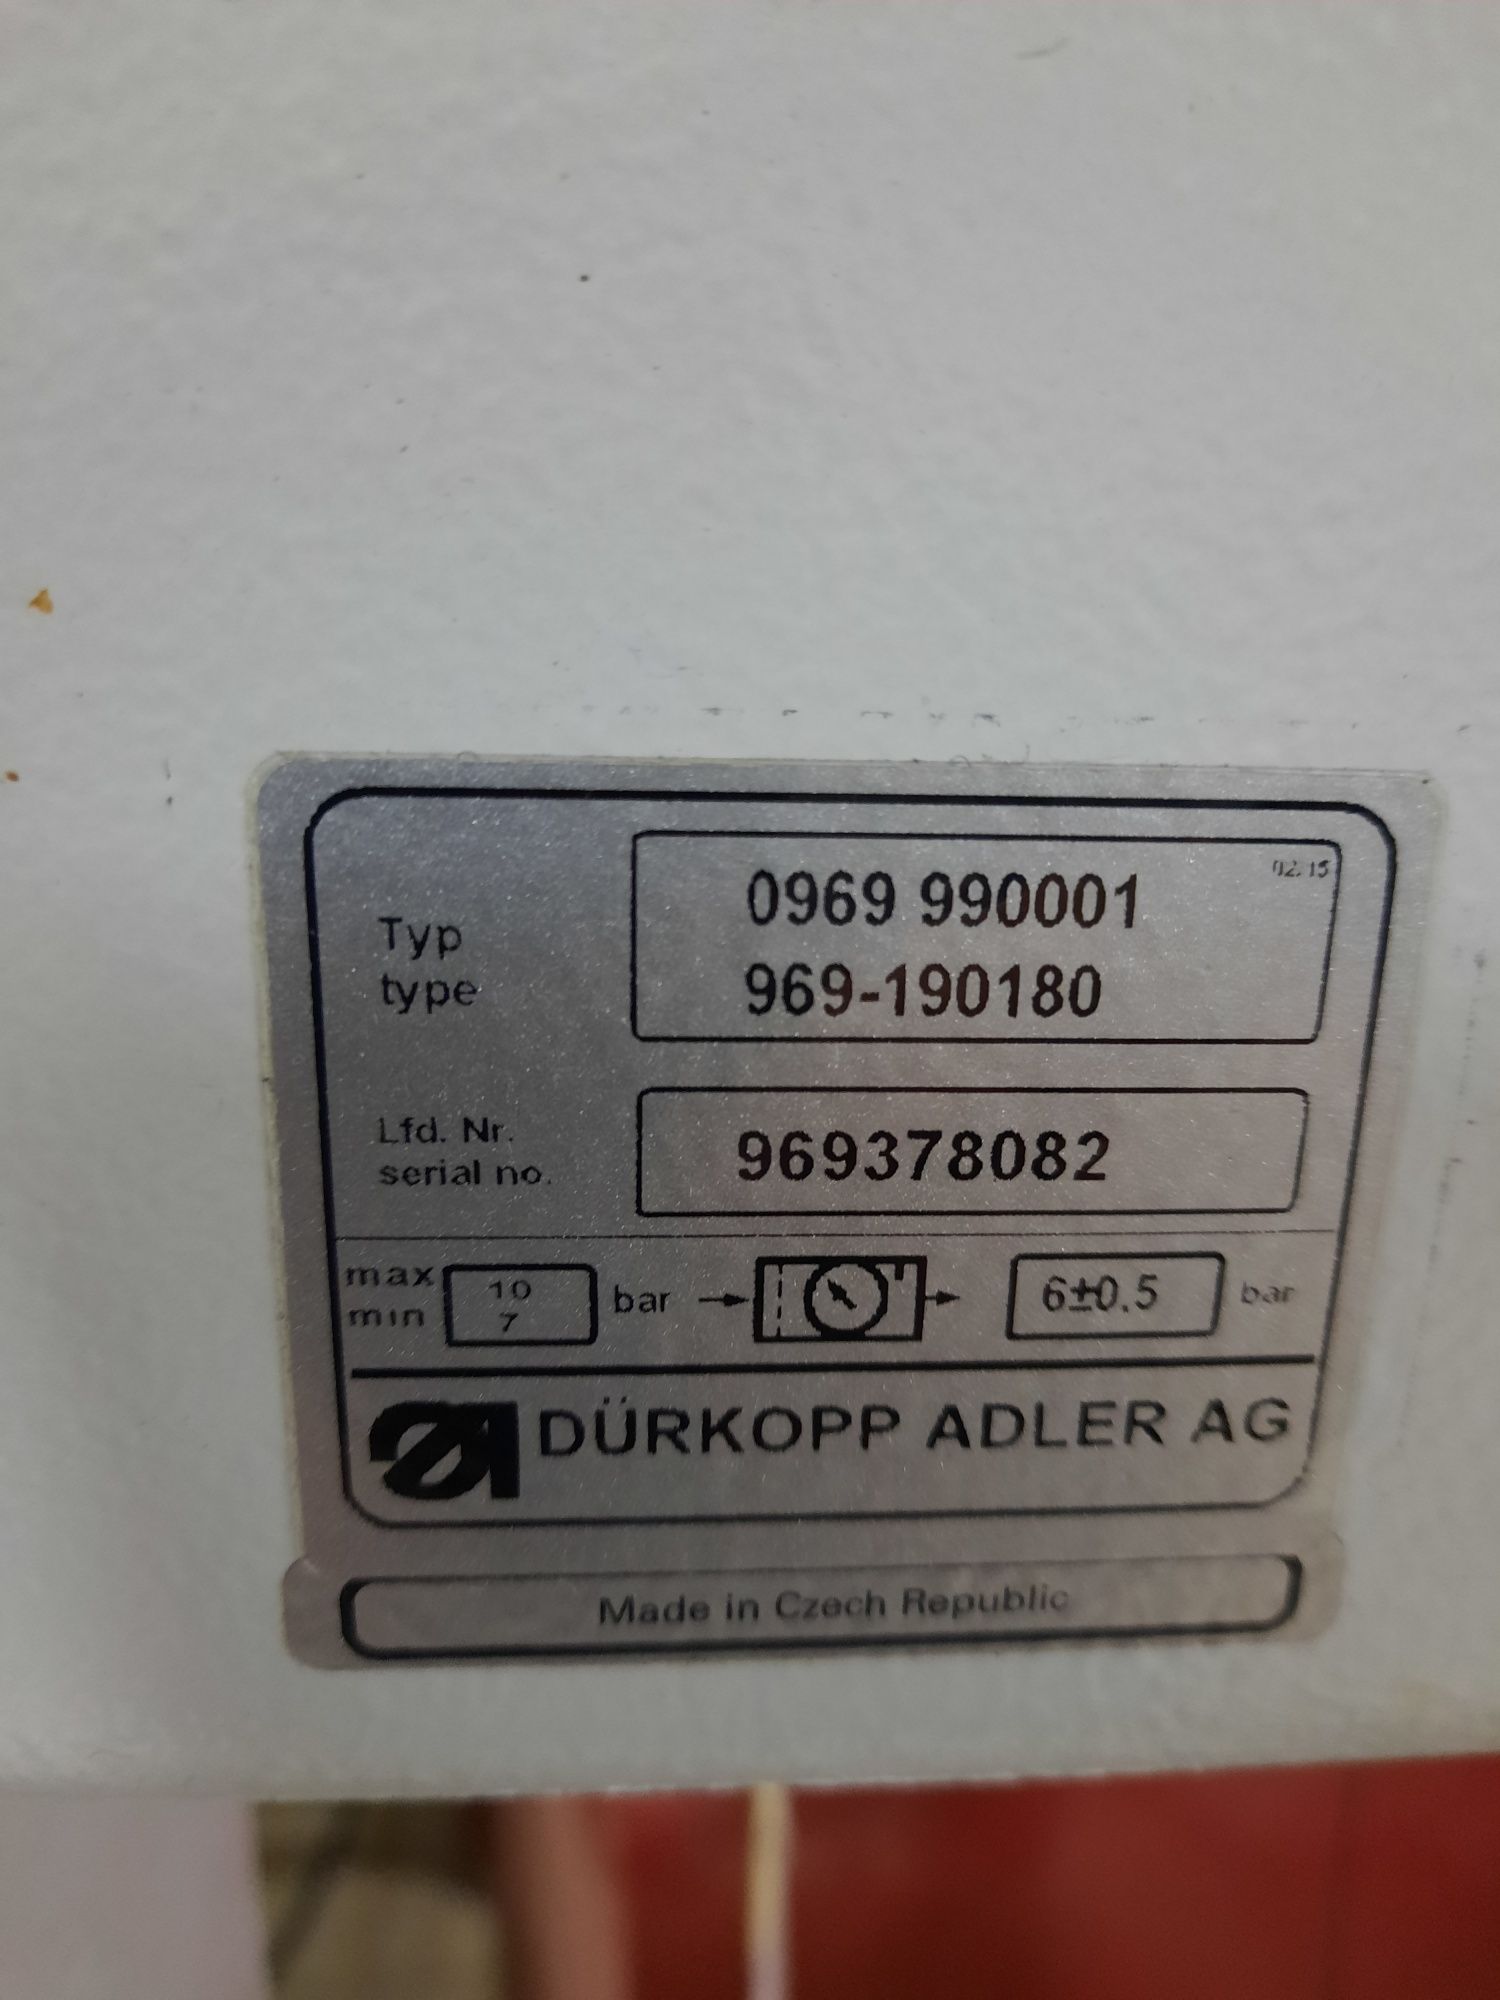 Typ
type
0969 990001
02.15
969-190180
Lfd. Nr.
serial no.
969378082
max
min
10
7
bar
6±0.5
bar
DÜRKOPP ADLER AG
Made in Czech Republic